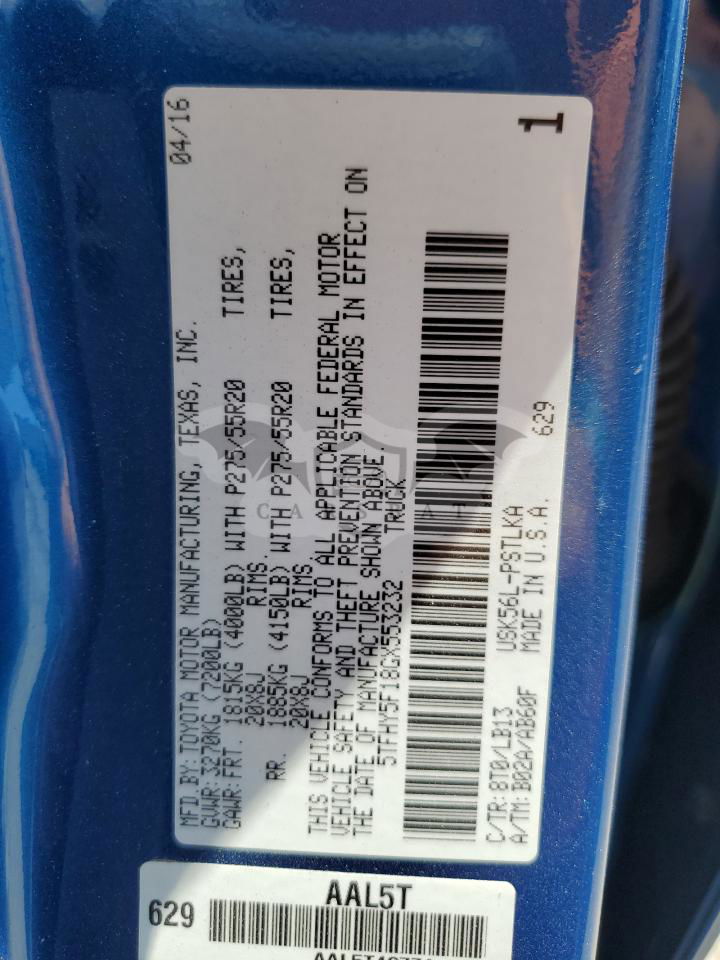 MFD BY: TOYOTA MOTOR MANUFACTURING, TEXAS, INC. 04/16
GVWR: 3270KG (7200LB)
GAWR: FRT. 1815KG (4000LB) WITH P275/55R20 TIRES,
20X8J RIMS
RR. 1885KG (4150LB) WITH P275/55R20 TIRES,
20X8J RIMS
THIS VEHICLE CONFORMS TO ALL APPLICABLE FEDERAL MOTOR
VEHICLE SAFETY AND THEFT PREVENTION STANDARDS IN EFFECT ON
THE DATE OF MANUFACTURE SHOWN ABOVE.
5TFHY5F18GX553232 TRUCK
C/TR: 8T0/LB13 USK56L-PSTLKA 629
A/TM: B02A/AB60F MADE IN U.S.A. 1
AAL5T
629